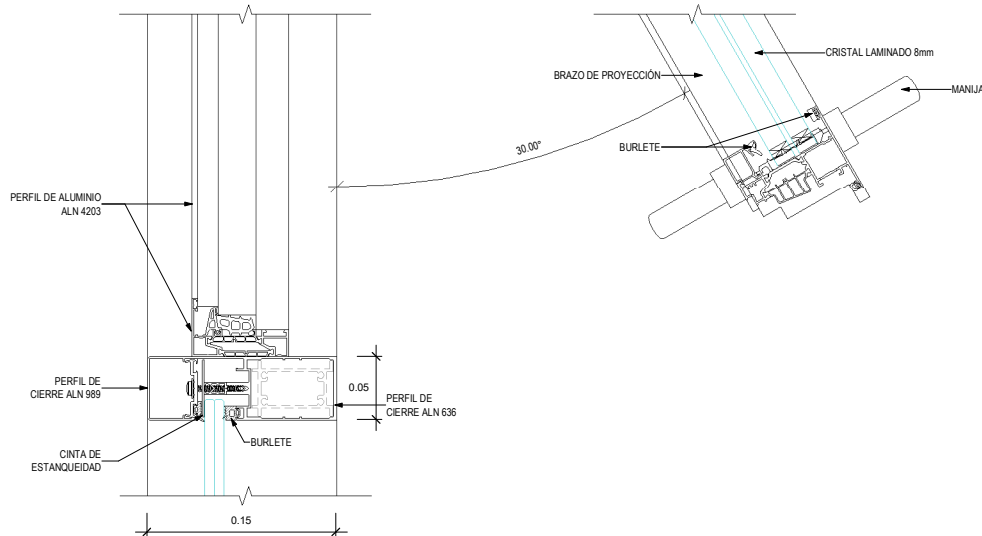 CRISTAL LAMINADO 8mm
BRAZO DE PROYECCIÓN
MANIJA
BURLETE
30.00°
PERFIL DE ALUMINIO
ALN 4203
PERFIL DE
CIERRE ALN 989
0.05
PERFIL DE
CIERRE ALN 636
BURLETE
CINTA DE
ESTANQUEIDAD
0.15